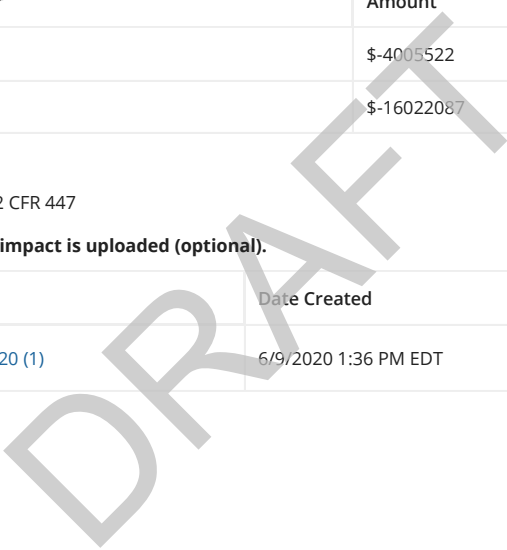 Amount
$-4005522
$-16022087
2 CFR 447
impact is uploaded (optional).
Date Created
20 (1)
6/9/2020 1:36 PM EDT
DRAFT